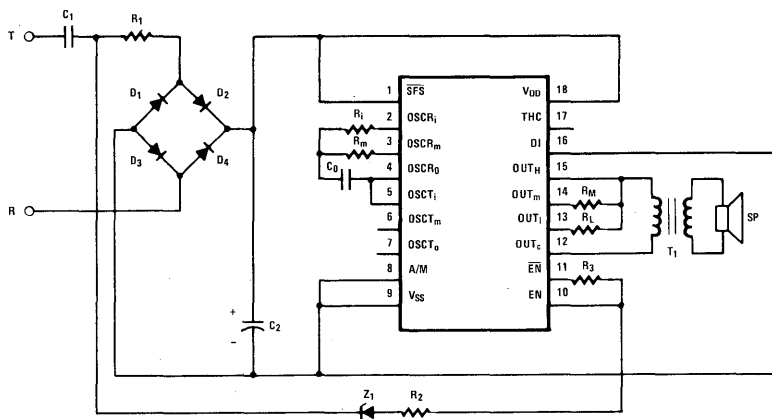 T
C1
R1
D1
D2
D3
D4
R
+
-
C2
Ri
Rm
C0
1 SFS VDD 18
2 OSCRi THC 17
3 OSCRm DI 16
4 OSCR0 OUTH 15
5 OSCTi OUTm 14
6 OSCTm OUTl 13
7 OSCTo OUTc 12
8 A/M EN 11
9 VSS EN 10
RM
RL
T1
SP
R3
Z1
R2